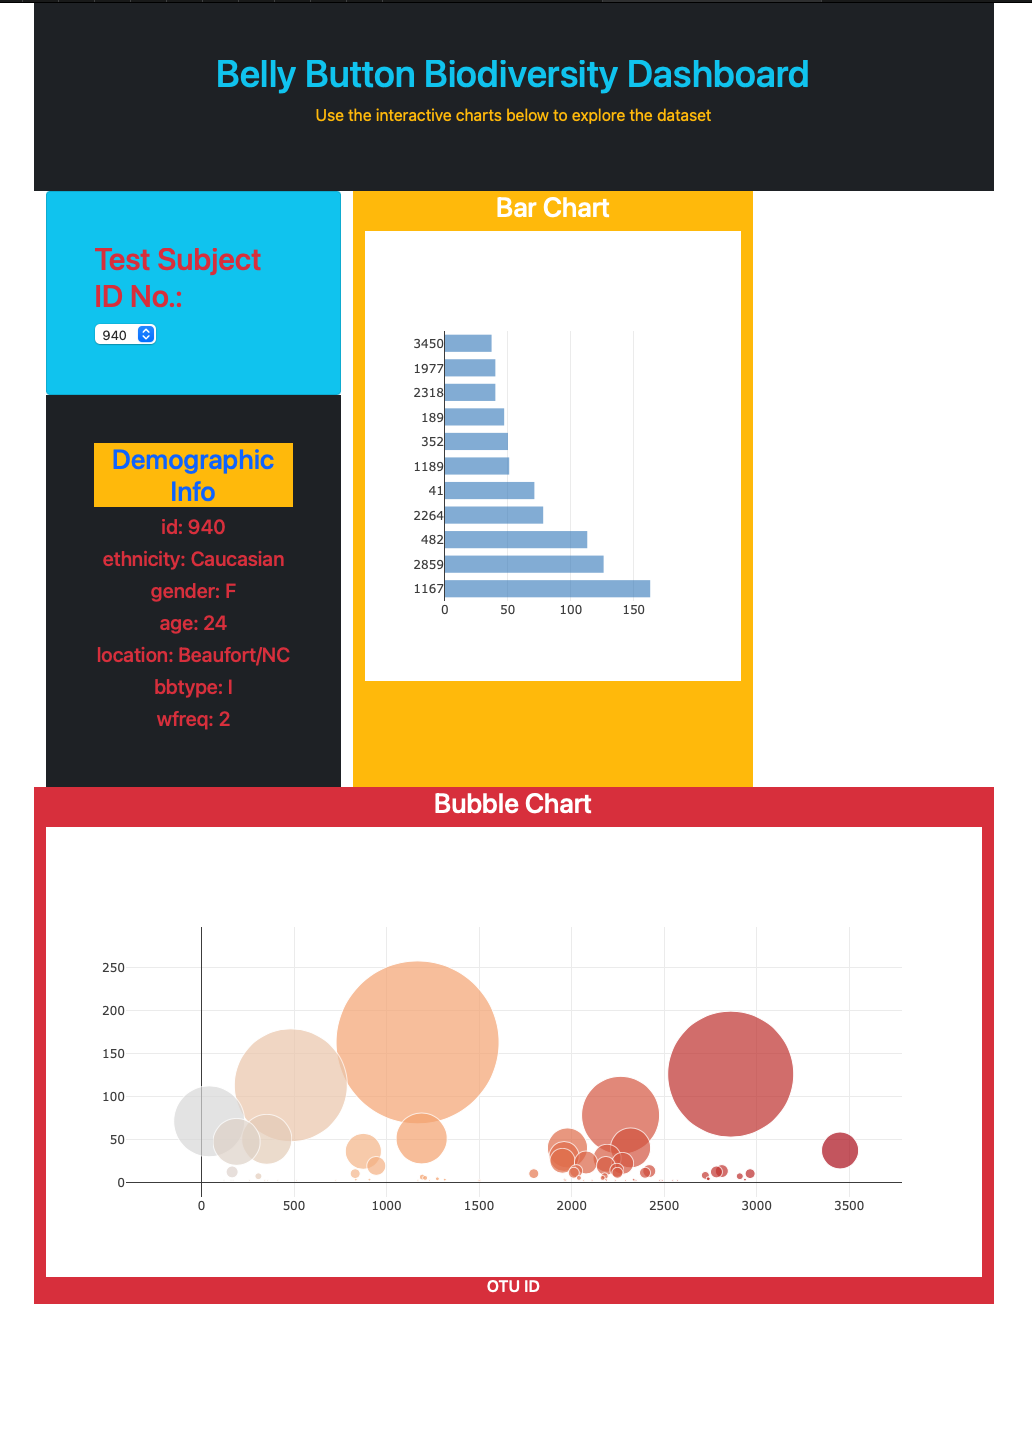 Belly Button Biodiversity Dashboard
Use the interactive charts below to explore the dataset
Test Subject
ID No.:
940
Demographic
Info
id: 940
ethnicity: Caucasian
gender: F
age: 24
location: Beaufort/NC
bbtype: I
wfreq: 2
Bar Chart
3450
1977
2318
189
352
1189
41
2264
482
2859
1167
0 50 100 150
Bubble Chart
250
200
150
100
50
0
0 500 1000 1500 2000 2500 3000 3500
OTU ID